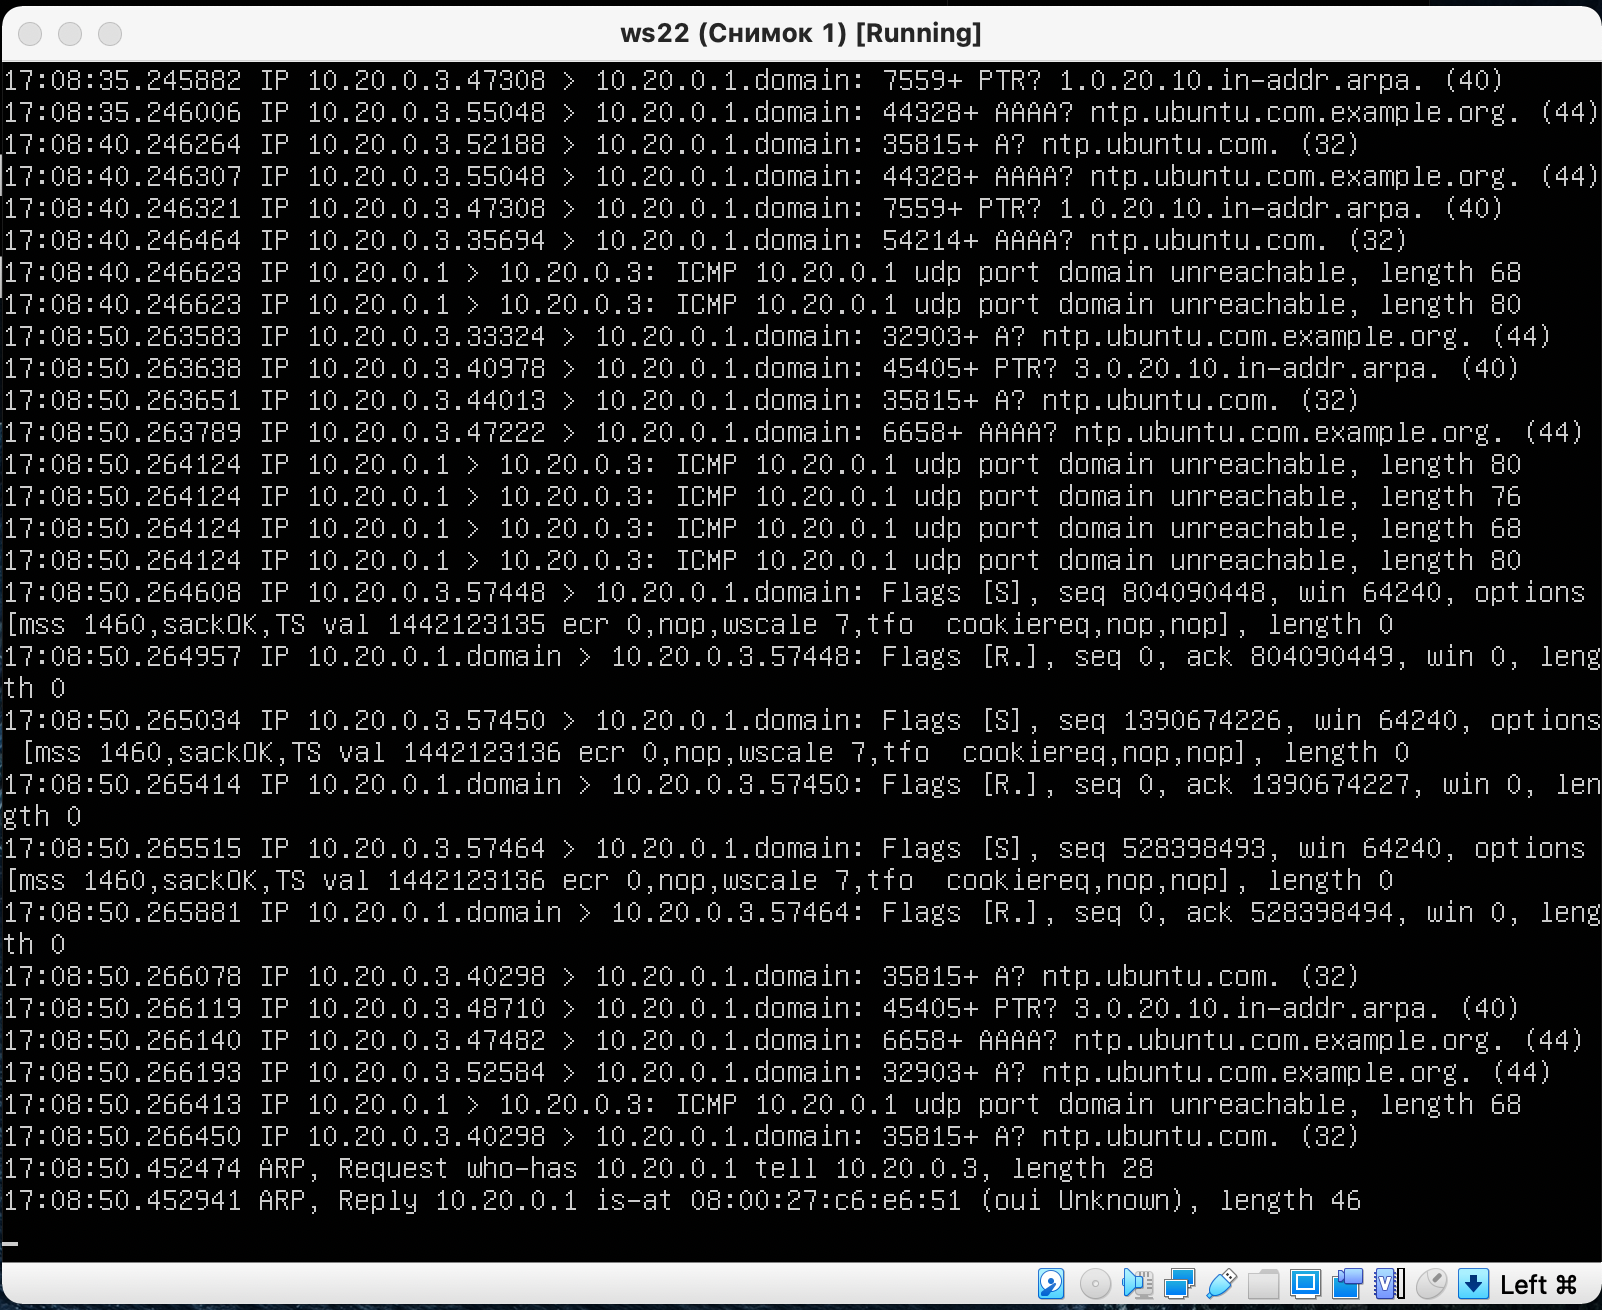 ws22 (Снимок 1) [Running]
17:08:35.245882 IP 10.20.0.3.47308 > 10.20.0.1.domain: 7559+ PTR? 1.0.20.10.in-addr.arpa. (40)
17:08:35.246006 IP 10.20.0.3.55048 > 10.20.0.1.domain: 44328+ AAAA? ntp.ubuntu.com.example.org. (44)
17:08:40.246264 IP 10.20.0.3.52188 > 10.20.0.1.domain: 35815+ A? ntp.ubuntu.com. (32)
17:08:40.246307 IP 10.20.0.3.55048 > 10.20.0.1.domain: 44328+ AAAA? ntp.ubuntu.com.example.org. (44)
17:08:40.246321 IP 10.20.0.3.47308 > 10.20.0.1.domain: 7559+ PTR? 1.0.20.10.in-addr.arpa. (40)
17:08:40.246464 IP 10.20.0.3.35694 > 10.20.0.1.domain: 54214+ AAAA? ntp.ubuntu.com. (32)
17:08:40.246623 IP 10.20.0.1 > 10.20.0.3: ICMP 10.20.0.1 udp port domain unreachable, length 68
17:08:40.246623 IP 10.20.0.1 > 10.20.0.3: ICMP 10.20.0.1 udp port domain unreachable, length 80
17:08:50.263583 IP 10.20.0.3.33324 > 10.20.0.1.domain: 32903+ A? ntp.ubuntu.com.example.org. (44)
17:08:50.263638 IP 10.20.0.3.40978 > 10.20.0.1.domain: 45405+ PTR? 3.0.20.10.in-addr.arpa. (40)
17:08:50.263651 IP 10.20.0.3.44013 > 10.20.0.1.domain: 35815+ A? ntp.ubuntu.com. (32)
17:08:50.263789 IP 10.20.0.3.47222 > 10.20.0.1.domain: 6658+ AAAA? ntp.ubuntu.com.example.org. (44)
17:08:50.264124 IP 10.20.0.1 > 10.20.0.3: ICMP 10.20.0.1 udp port domain unreachable, length 80
17:08:50.264124 IP 10.20.0.1 > 10.20.0.3: ICMP 10.20.0.1 udp port domain unreachable, length 76
17:08:50.264124 IP 10.20.0.1 > 10.20.0.3: ICMP 10.20.0.1 udp port domain unreachable, length 68
17:08:50.264124 IP 10.20.0.1 > 10.20.0.3: ICMP 10.20.0.1 udp port domain unreachable, length 80
17:08:50.264608 IP 10.20.0.3.57448 > 10.20.0.1.domain: Flags [S], seq 804090448, win 64240, options
[mss 1460,sackOK,TS val 1442123135 ecr 0,nop,wscale 7,tfo  cookiereq,nop,nop], length 0
17:08:50.264957 IP 10.20.0.1.domain > 10.20.0.3.57448: Flags [R.], seq 0, ack 804090449, win 0, leng
th 0
17:08:50.265034 IP 10.20.0.3.57450 > 10.20.0.1.domain: Flags [S], seq 1390674226, win 64240, options
 [mss 1460,sackOK,TS val 1442123136 ecr 0,nop,wscale 7,tfo  cookiereq,nop,nop], length 0
17:08:50.265414 IP 10.20.0.1.domain > 10.20.0.3.57450: Flags [R.], seq 0, ack 1390674227, win 0, len
gth 0
17:08:50.265515 IP 10.20.0.3.57464 > 10.20.0.1.domain: Flags [S], seq 528398493, win 64240, options
[mss 1460,sackOK,TS val 1442123136 ecr 0,nop,wscale 7,tfo  cookiereq,nop,nop], length 0
17:08:50.265881 IP 10.20.0.1.domain > 10.20.0.3.57464: Flags [R.], seq 0, ack 528398494, win 0, leng
th 0
17:08:50.266078 IP 10.20.0.3.40298 > 10.20.0.1.domain: 35815+ A? ntp.ubuntu.com. (32)
17:08:50.266119 IP 10.20.0.3.48710 > 10.20.0.1.domain: 45405+ PTR? 3.0.20.10.in-addr.arpa. (40)
17:08:50.266140 IP 10.20.0.3.47482 > 10.20.0.1.domain: 6658+ AAAA? ntp.ubuntu.com.example.org. (44)
17:08:50.266193 IP 10.20.0.3.52584 > 10.20.0.1.domain: 32903+ A? ntp.ubuntu.com.example.org. (44)
17:08:50.266413 IP 10.20.0.1 > 10.20.0.3: ICMP 10.20.0.1 udp port domain unreachable, length 68
17:08:50.266450 IP 10.20.0.3.40298 > 10.20.0.1.domain: 35815+ A? ntp.ubuntu.com. (32)
17:08:50.452474 ARP, Request who-has 10.20.0.1 tell 10.20.0.3, length 28
17:08:50.452941 ARP, Reply 10.20.0.1 is-at 08:00:27:c6:e6:51 (oui Unknown), length 46
Left ⌘